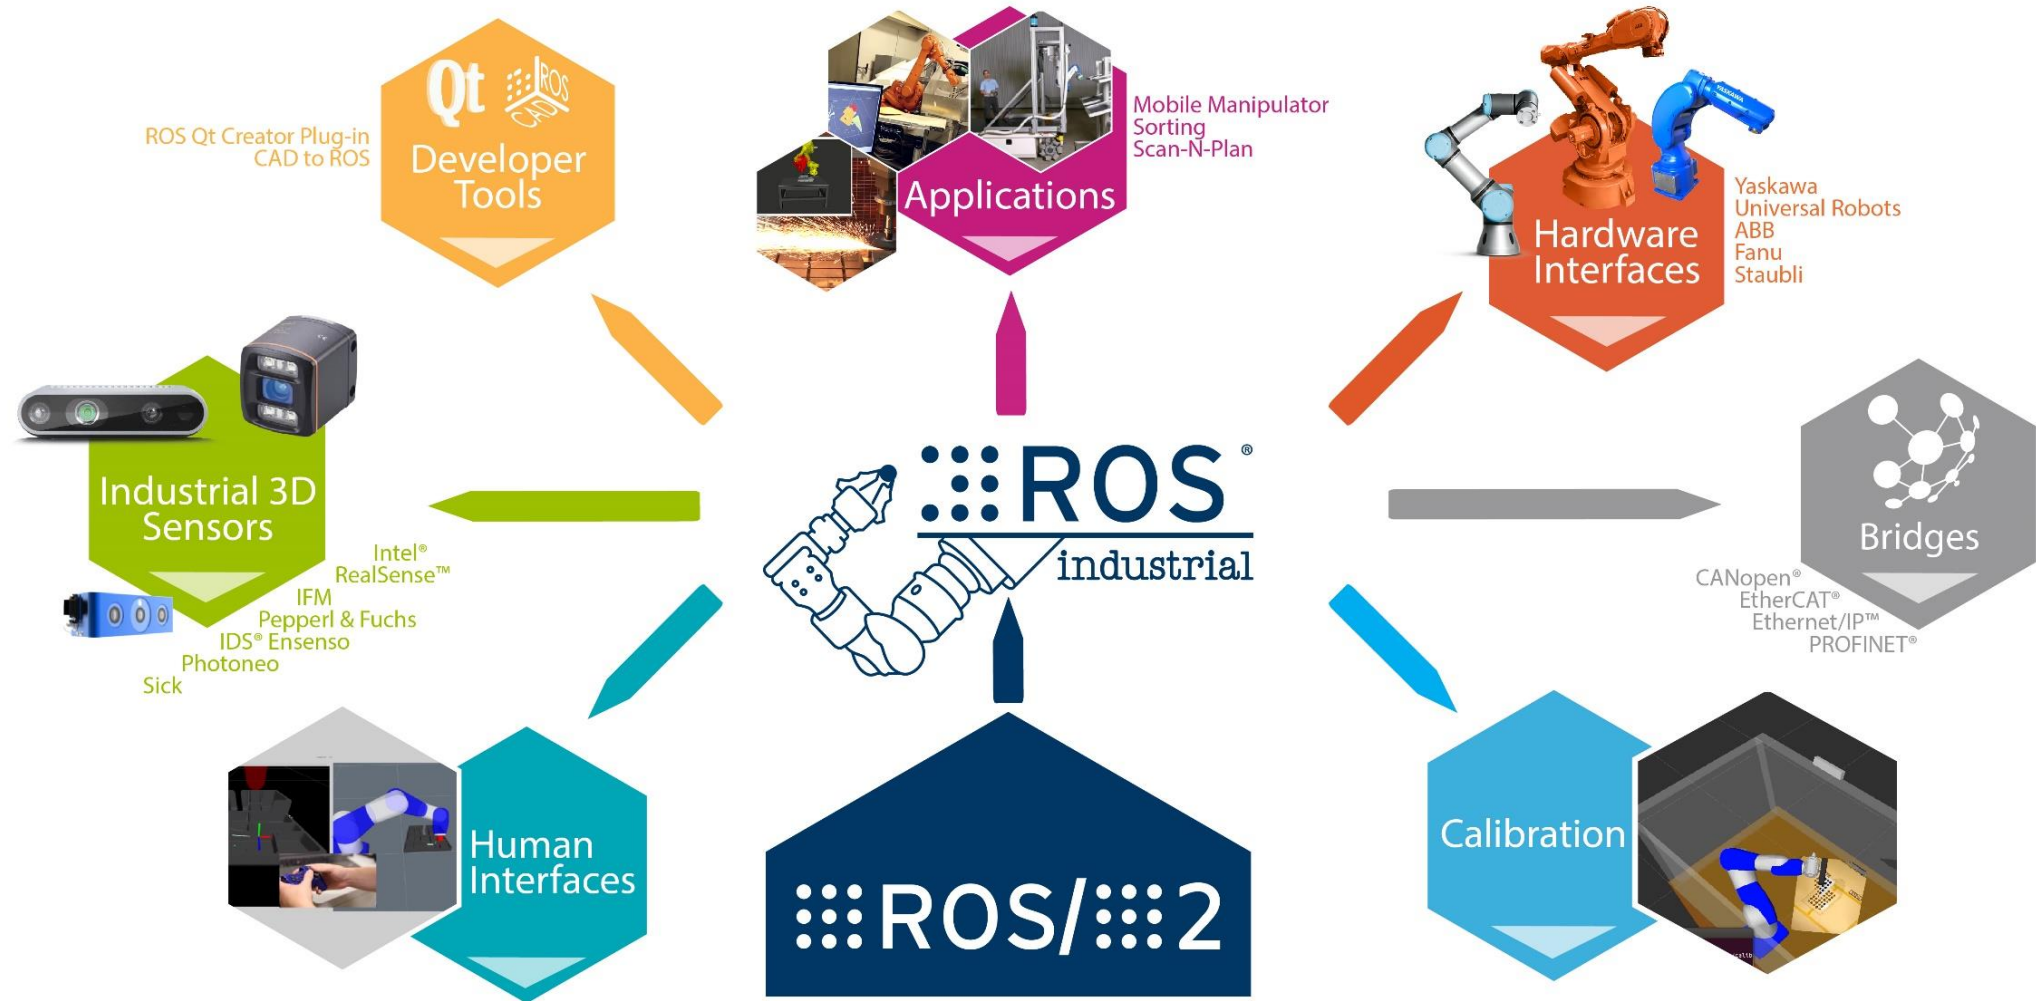 Qt
ROS
CAD
ROS Qt Creator Plug-in
CAD to ROS
Developer
Tools
Applications
Mobile Manipulator
Sorting
Scan-N-Plan
YASKAWA
Hardware
Interfaces
Yaskawa
Universal Robots
ABB
Fanu
Staubli
Industrial 3D
Sensors
Intel®
RealSense™
IFM
Pepperl & Fuchs
IDS® Ensenso
Photoneo
Sick
ROS®
industrial
Bridges
CANopen®
EtherCAT®
Ethernet/IP™
PROFINET®
Human
Interfaces
ROS/2
Calibration